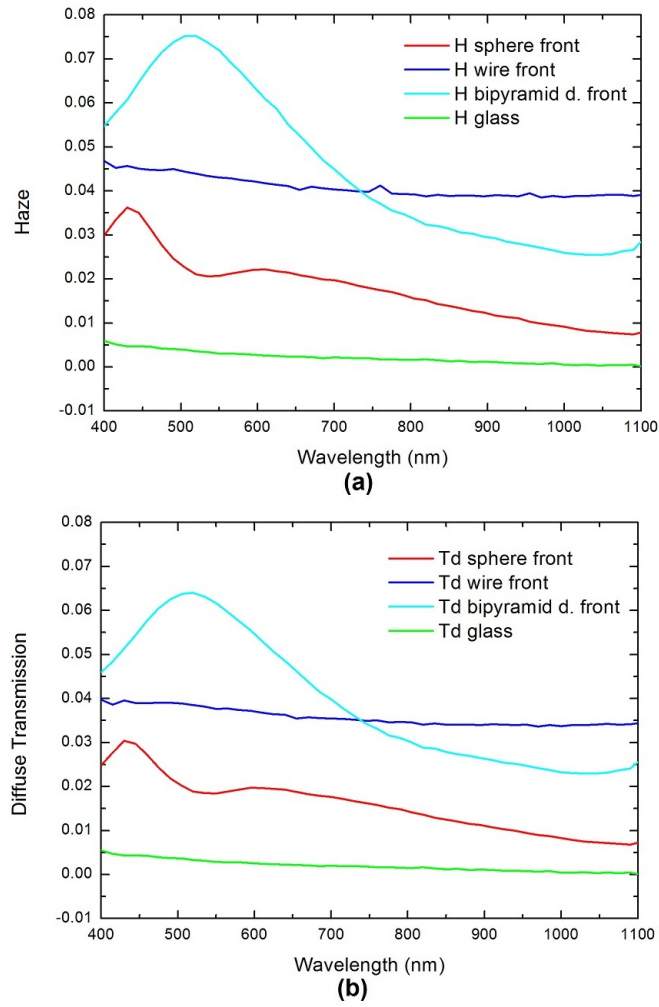 0.08
0.07
0.06
0.05
0.04
0.03
0.02
0.01
0.00
-0.01
Haze
H sphere front
H wire front
H bipyramid d. front
H glass
400 500 600 700 800 900 1000 1100
Wavelength (nm)
(a)
0.08
0.07
0.06
0.05
0.04
0.03
0.02
0.01
0.00
-0.01
Diffuse Transmission
Td sphere front
Td wire front
Td bipyramid d. front
Td glass
400 500 600 700 800 900 1000 1100
Wavelength (nm)
(b)